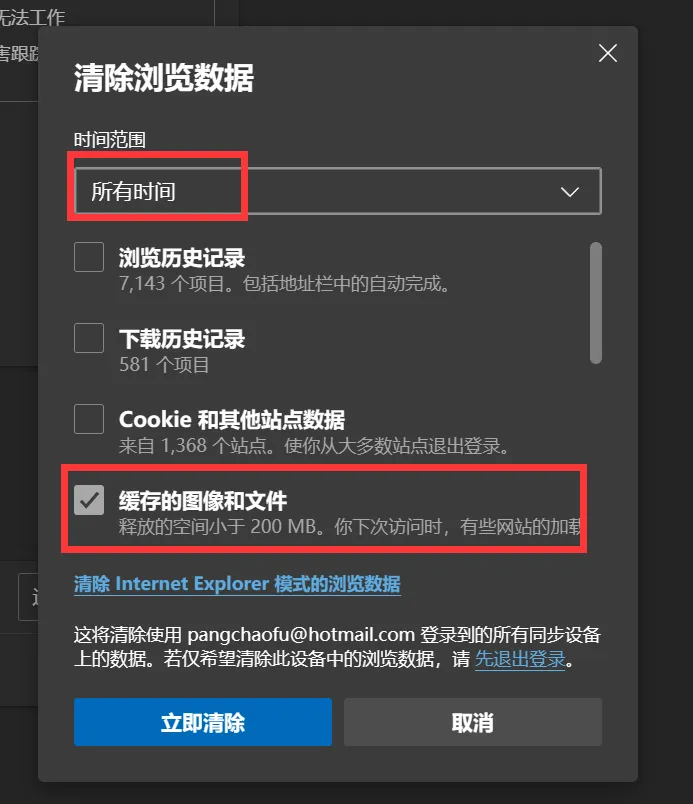 无法工作
害跟踪
清除浏览数据
时间范围
所有时间
浏览历史记录
7,143 个项目。包括地址栏中的自动完成。
下载历史记录
581 个项目
Cookie 和其他站点数据
来自 1,368 个站点。使你从大多数站点退出登录。
缓存的图像和文件
释放的空间小于 200 MB。你下次访问时，有些网站的加载
清除 Internet Explorer 模式的浏览数据
这将清除使用 pangchaofu@hotmail.com 登录到的所有同步设备
上的数据。若仅希望清除此设备中的浏览数据，请 先退出登录。
立即清除
取消